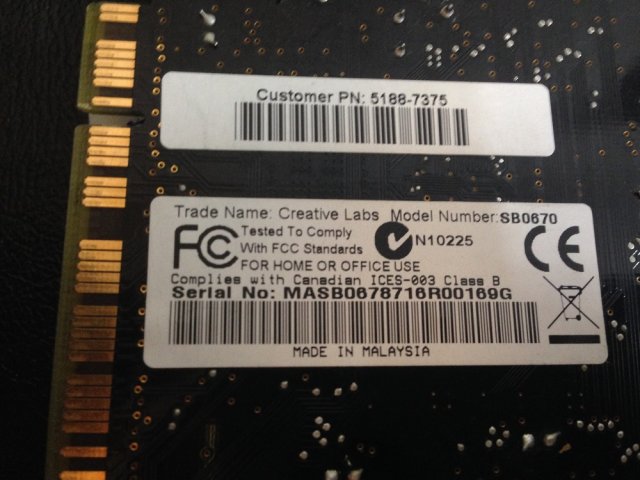 Customer PN: 5188-7375
Trade Name: Creative Labs Model Number:SB0670
FC Tested To Comply
With FCC Standards
N10225
CE
FOR HOME OR OFFICE USE
Complies with Canadian ICES-003 Class B
Serial No: MASB0678716R00169G
MADE IN MALAYSIA